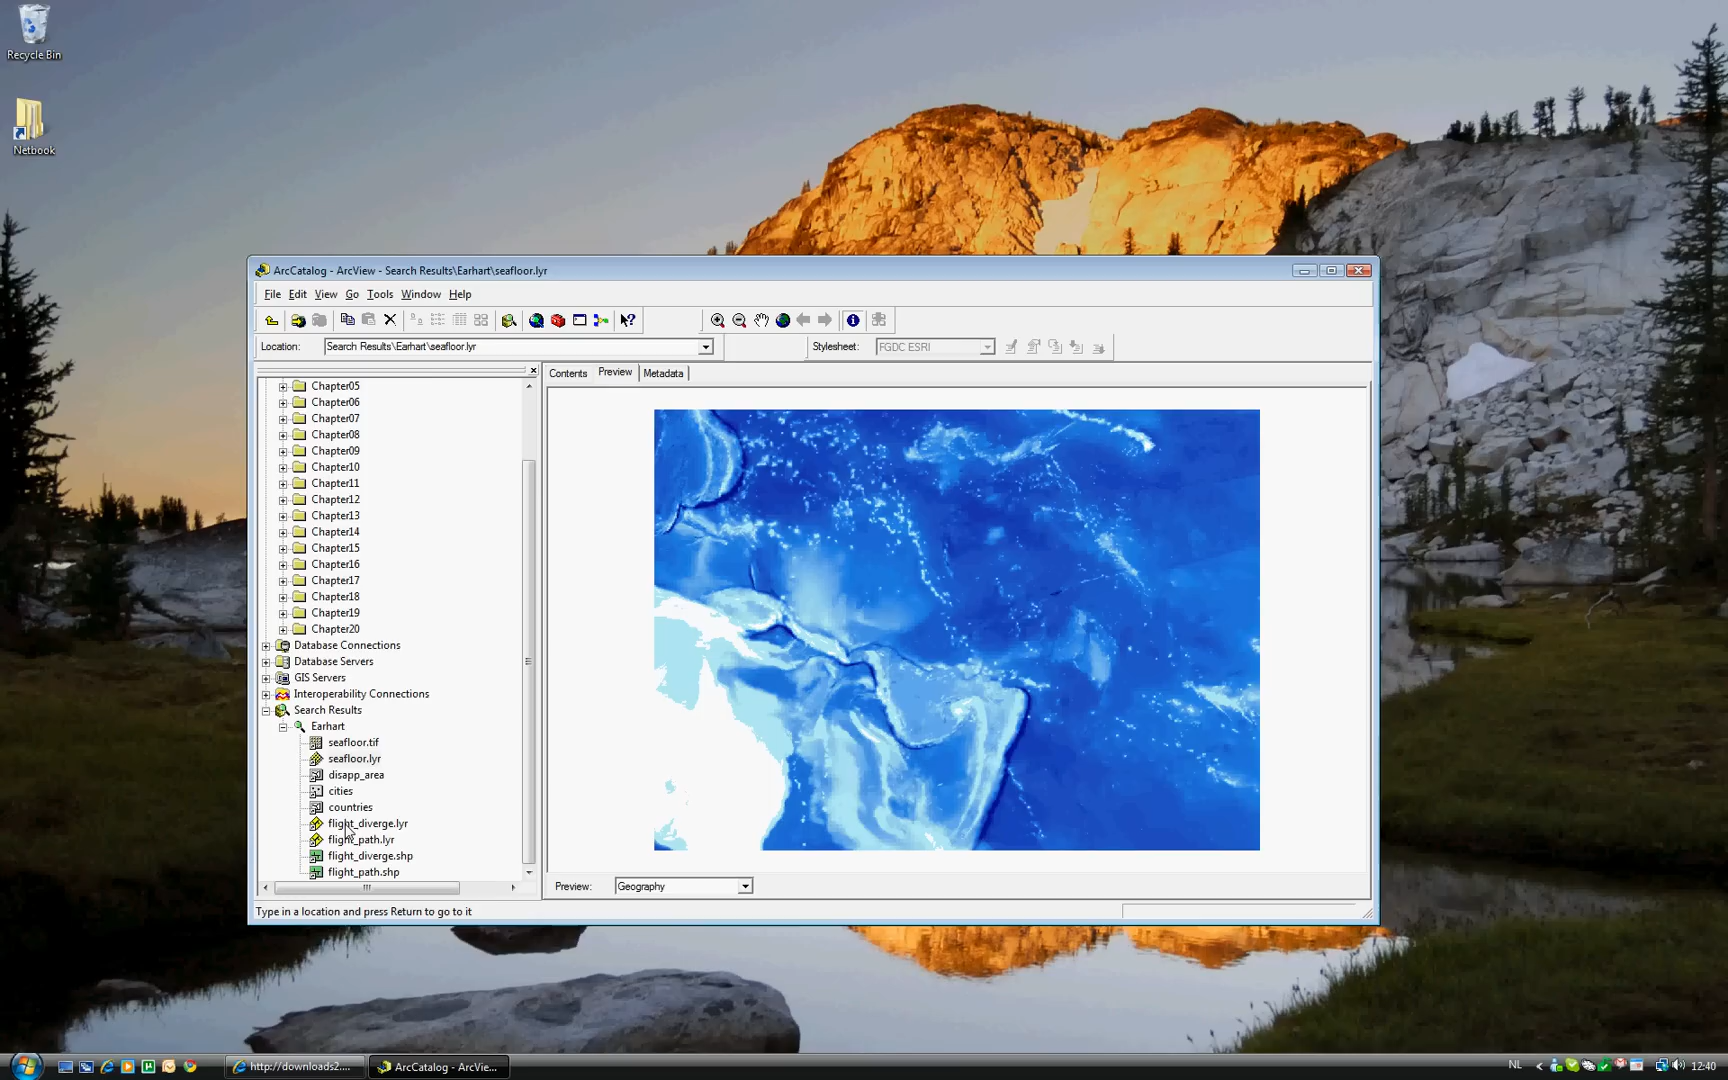 Recycle Bin
Netbook
ArcCatalog - ArcView - Search Results\Earhart\seafloor.lyr
File Edit View Go Tools Window Help
Location: Search Results\Earhart\seafloor.lyr Stylesheet: FGDC ESRI
Contents Preview Metadata
Chapter05
Chapter06
Chapter07
Chapter08
Chapter09
Chapter10
Chapter11
Chapter12
Chapter13
Chapter14
Chapter15
Chapter16
Chapter17
Chapter18
Chapter19
Chapter20
Database Connections
Database Servers
GIS Servers
Interoperability Connections
Search Results
Earhart
seafloor.tif
seafloor.lyr
disapp_area
cities
countries
flight_diverge.lyr
flight_path.lyr
flight_diverge.shp
flight_path.shp
Preview: Geography
Type in a location and press Return to go to it
http://downloads2....
ArcCatalog - ArcVie...
NL
12:40